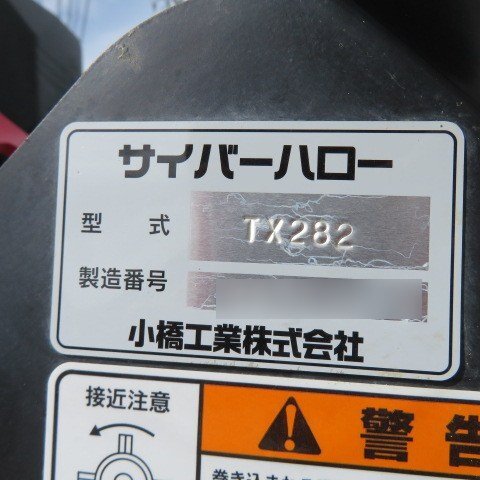 サイバーハロー
型 式 TX282
製造番号
小橋工業株式会社
接近注意
警告